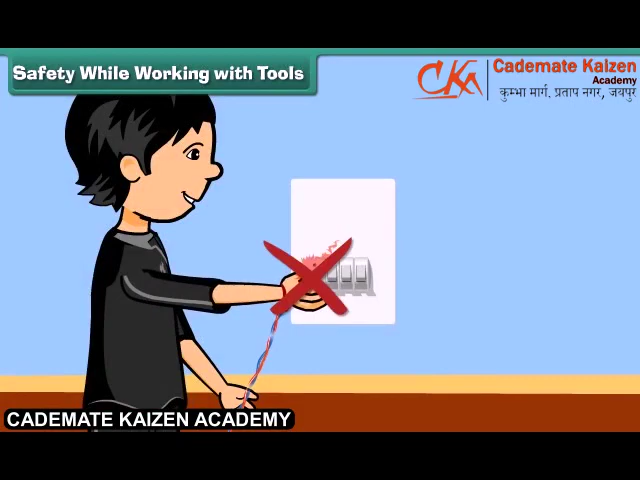 Safety While Working with Tools
CKA
Cademate Kaizen
Academy
कुम्भा मार्ग. प्रताप नगर, जयपुर
CADEMATE KAIZEN ACADEMY